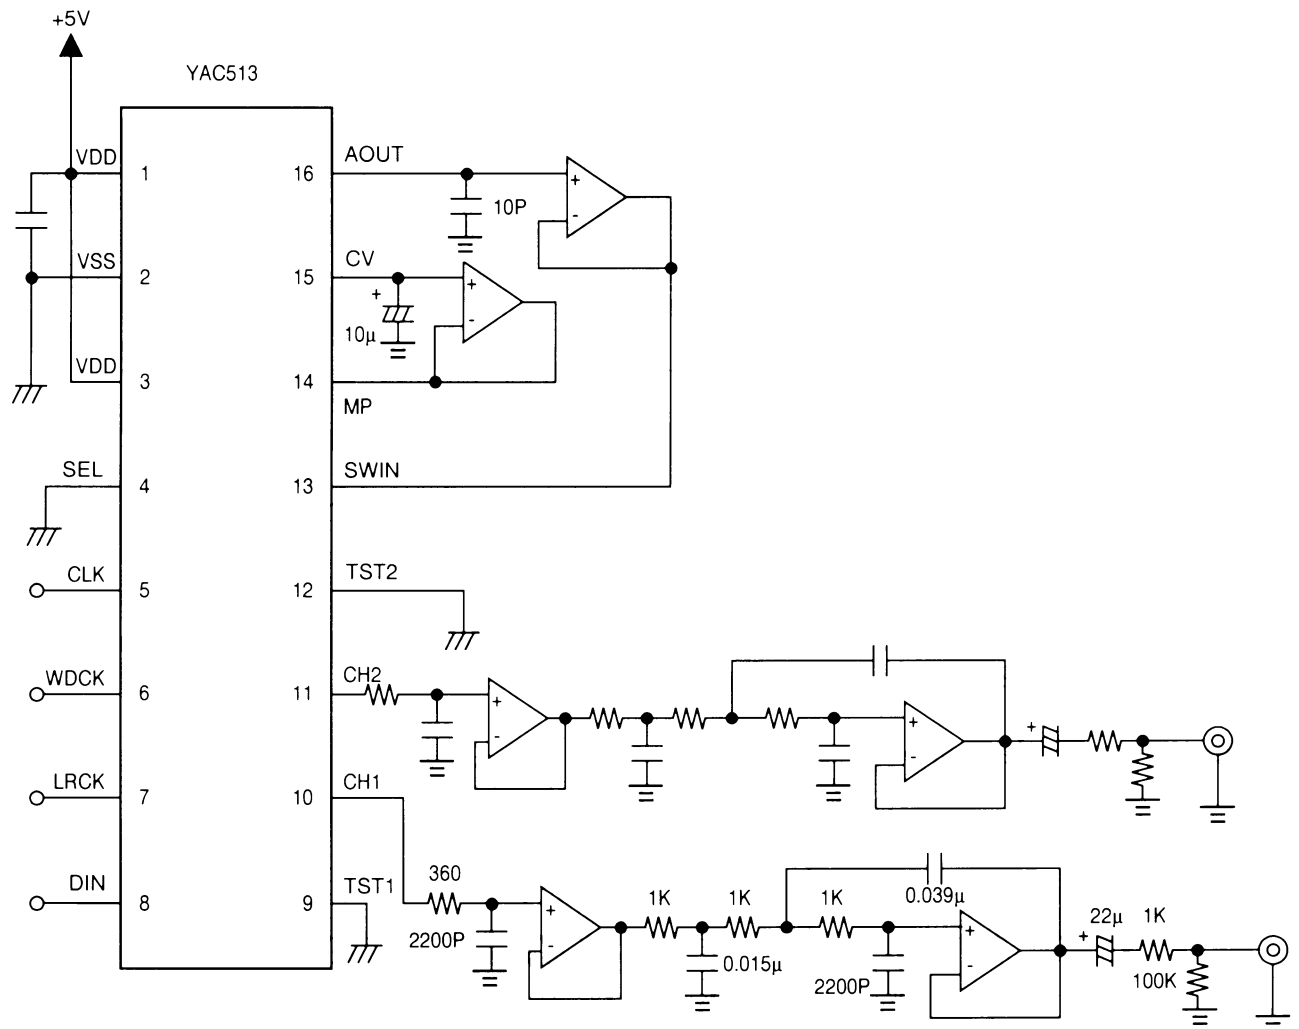 +5V
YAC513
VDD 1 16 AOUT
+
-
10P
VSS 2 15 CV
+
+
-
10μ
VDD 3 14
MP
SEL 4 13 SWIN
CLK 5 12 TST2
WDCK 6 11 CH2
+
-
+
-
+
LRCK 7 10 CH1
DIN 8 9 TST1
360
2200P
+
-
1K
1K
1K
0.015μ
2200P
0.039μ
+
-
+
22μ
1K
100K